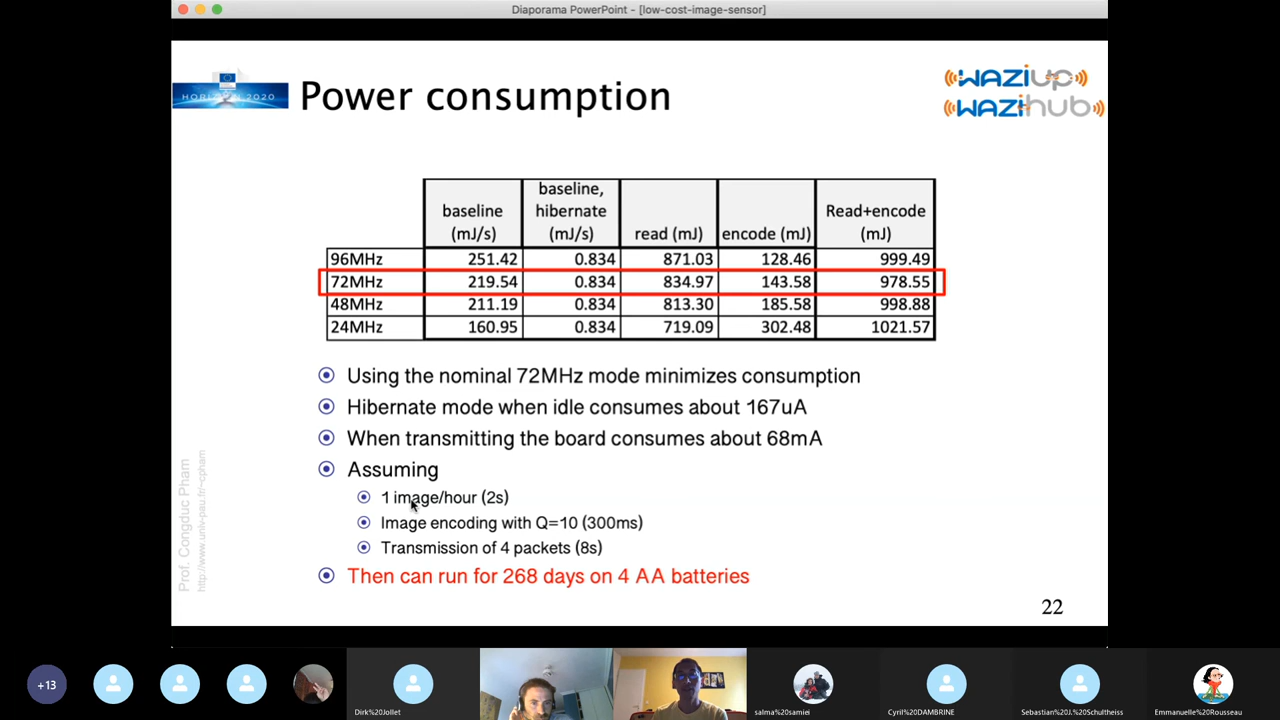 Diaporama PowerPoint - [low-cost-image-sensor]
HORIZON 2020
Power consumption
WAZIUP
WAZIhub
baseline (mJ/s)
baseline, hibernate (mJ/s)
read (mJ)
encode (mJ)
Read+encode (mJ)
96MHz 251.42 0.834 871.03 128.46 999.49
72MHz 219.54 0.834 834.97 143.58 978.55
48MHz 211.19 0.834 813.30 185.58 998.88
24MHz 160.95 0.834 719.09 302.48 1021.57
Using the nominal 72MHz mode minimizes consumption
Hibernate mode when idle consumes about 167uA
When transmitting the board consumes about 68mA
Assuming
1 image/hour (2s)
Image encoding with Q=10 (300ms)
Transmission of 4 packets (8s)
Then can run for 268 days on 4 AA batteries
Prof. Congduc Pham
http://www.univ-pau.fr/~cpham
22
+13
Dirk%20Jollet
salma%20samiei
Cyril%20DAMBRINE
Sebastian%20J.%20Schultheiss
Emmanuelle%20Rousseau